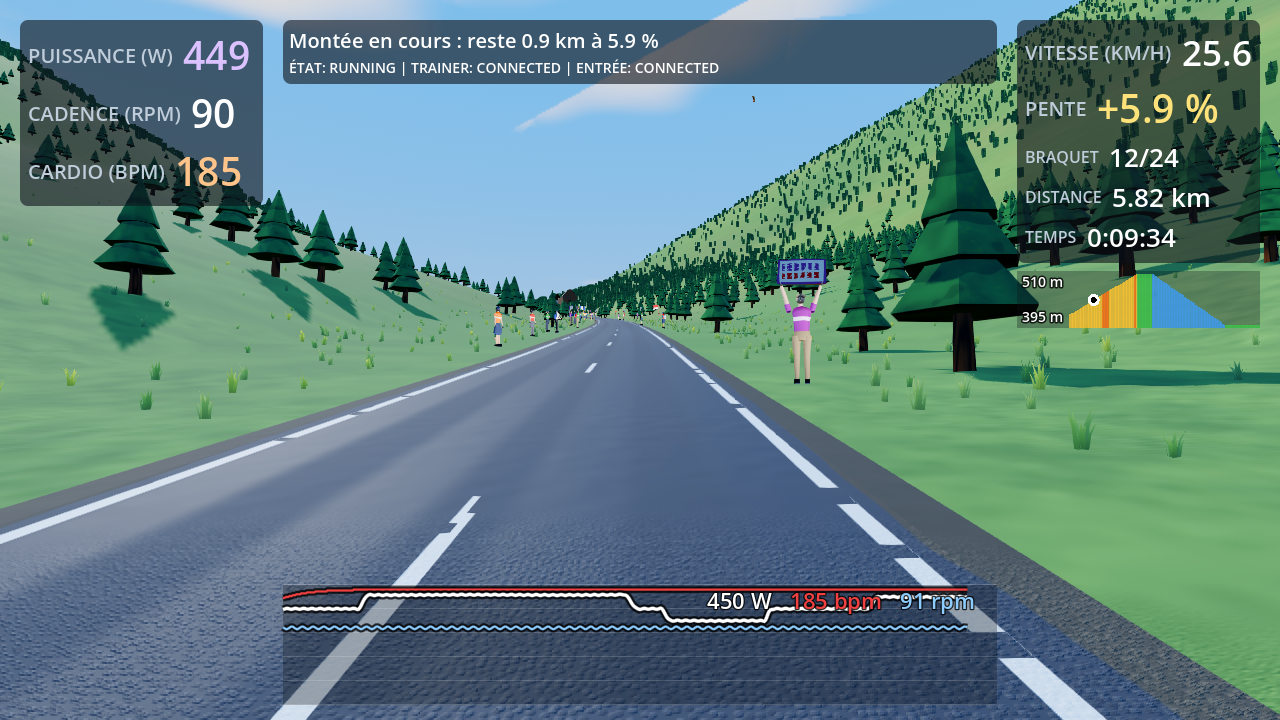 PUISSANCE (W) 449
CADENCE (RPM) 90
CARDIO (BPM) 185
Montée en cours : reste 0.9 km à 5.9 %
ÉTAT: RUNNING | TRAINER: CONNECTED | ENTRÉE: CONNECTED
VITESSE (KM/H) 25.6
PENTE +5.9 %
BRAQUET 12/24
DISTANCE 5.82 km
TEMPS 0:09:34
510 m
395 m
450 W 185 bpm 91 rpm